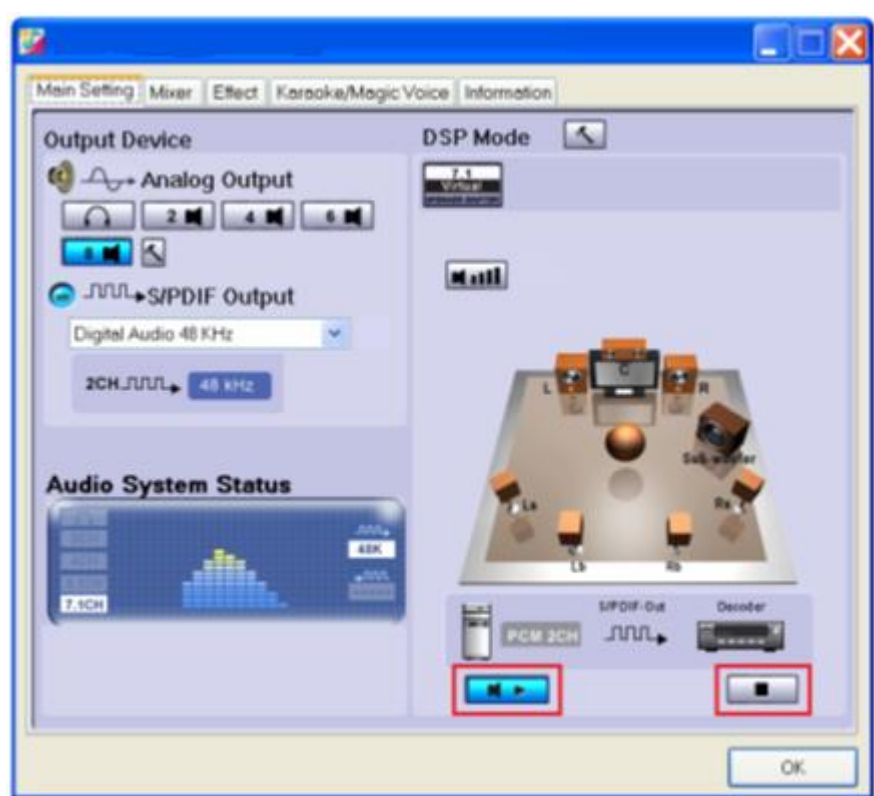 Main Setting Mixer Effect Karaoke/Magic Voice Information
Output Device
Analog Output
2 4 6
8
S/PDIF Output
Digital Audio 48 KHz
2CH 48 kHz
Audio System Status
48K
7.1CH
DSP Mode
7.1
Virtual
C
L R
Sub-woofer
Ls Rs
Lb Rb
S/PDIF-Out Decoder
PCM 2CH
OK